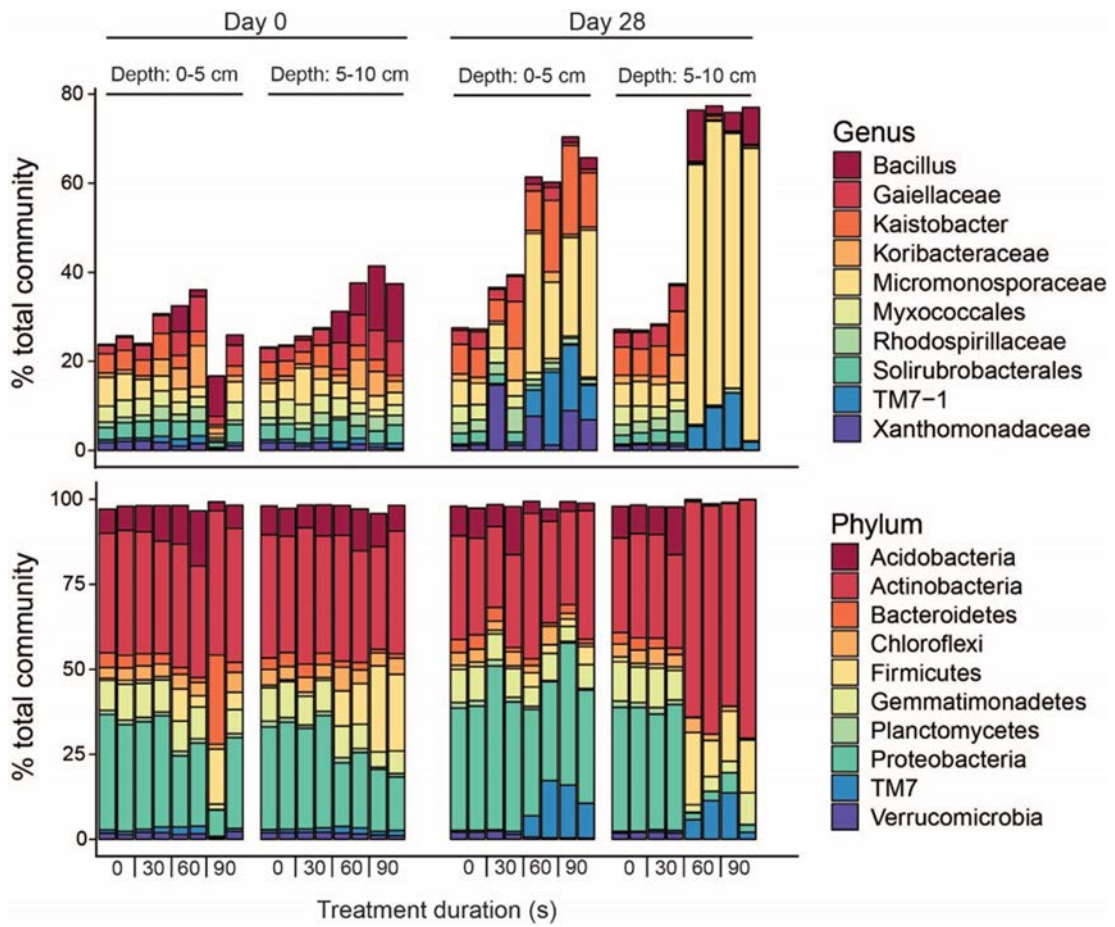 Day 0 Day 28
Depth: 0-5 cm Depth: 5-10 cm Depth: 0-5 cm Depth: 5-10 cm
% total community
80
60
40
20
0
Genus
Bacillus
Gaiellaceae
Kaistobacter
Koribacteraceae
Micromonosporaceae
Myxococcales
Rhodospirillaceae
Solirubrobacterales
TM7−1
Xanthomonadaceae
% total community
100
75
50
25
0
Phylum
Acidobacteria
Actinobacteria
Bacteroidetes
Chloroflexi
Firmicutes
Gemmatimonadetes
Planctomycetes
Proteobacteria
TM7
Verrucomicrobia
0 | 30 | 60 | 90 0 | 30 | 60 | 90 0 | 30 | 60 | 90 0 | 30 | 60 | 90
Treatment duration (s)